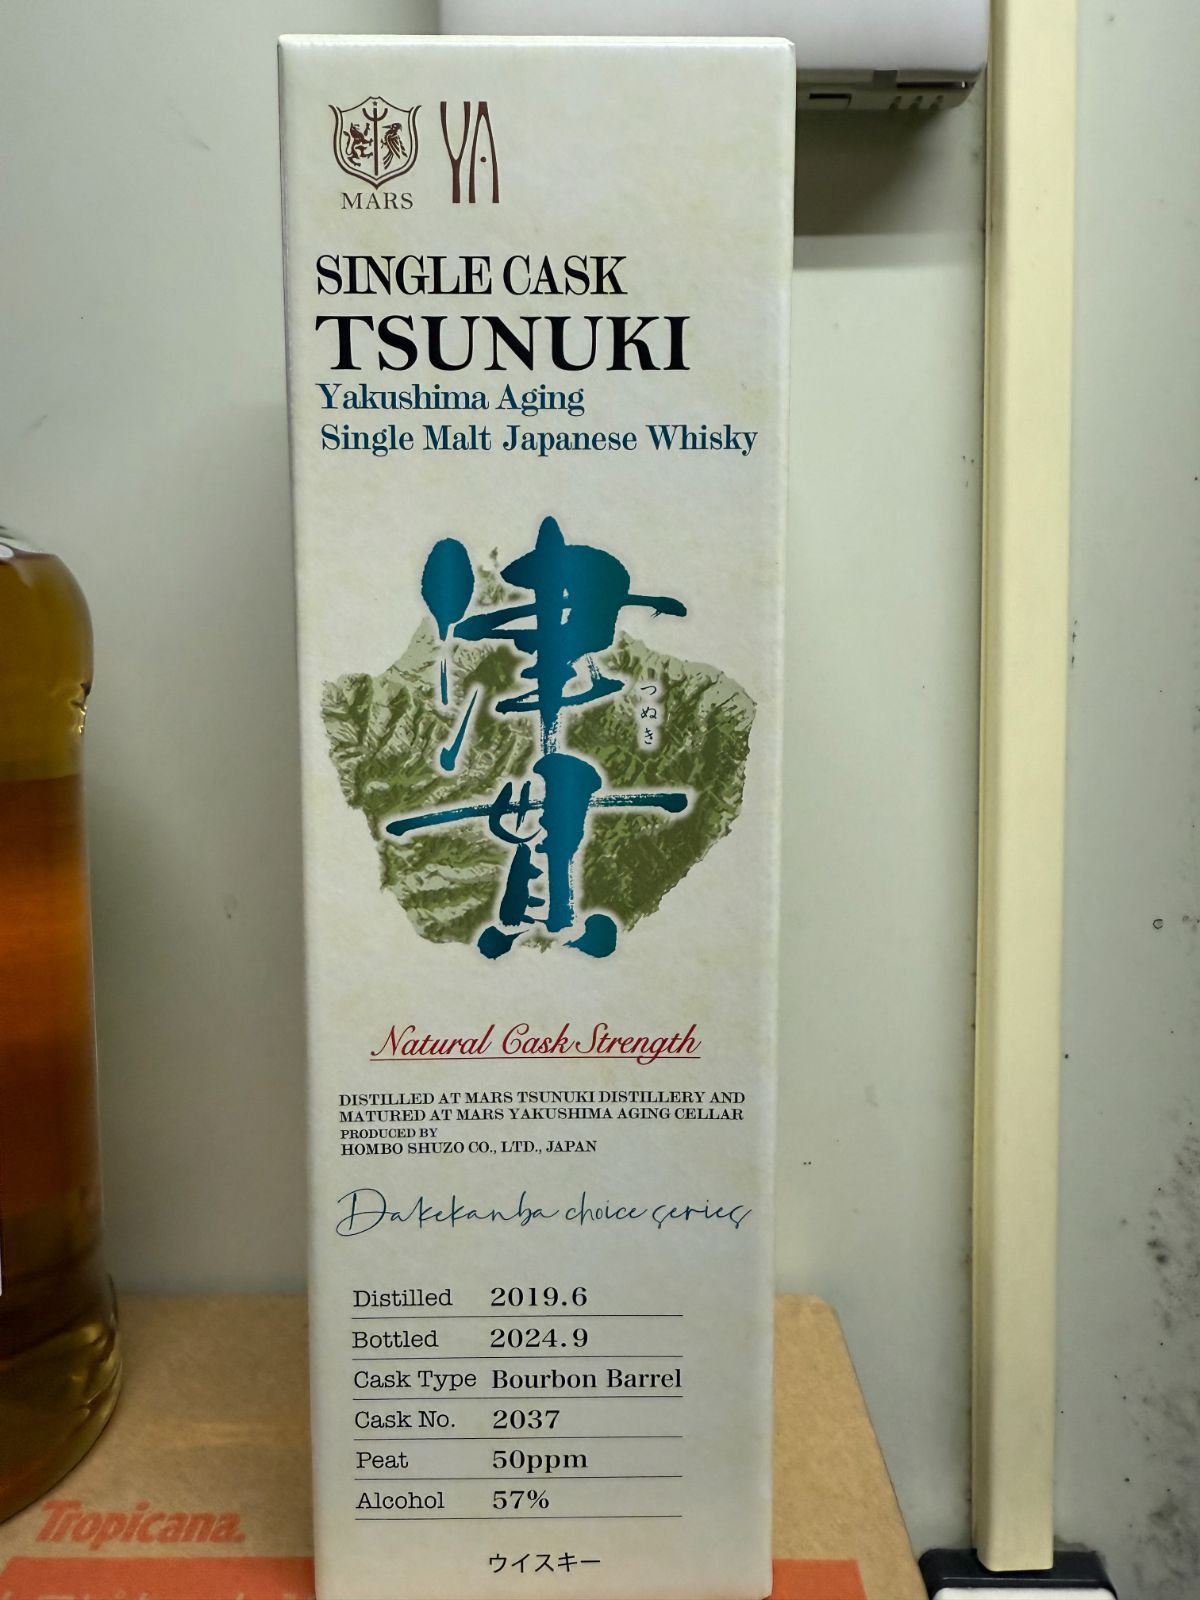 MARS
YA
SINGLE CASK
TSUNUKI
Yakushima Aging
Single Malt Japanese Whisky
津貫
つぬき
Natural Cask Strength
DISTILLED AT MARS TSUNUKI DISTILLERY AND
MATURED AT MARS YAKUSHIMA AGING CELLAR
PRODUCED BY
HOMBO SHUZO CO., LTD., JAPAN
Dakekanba choice series
Distilled 2019.6
Bottled 2024.9
Cask Type Bourbon Barrel
Cask No. 2037
Peat 50ppm
Alcohol 57%
ウイスキー
Tropicana.